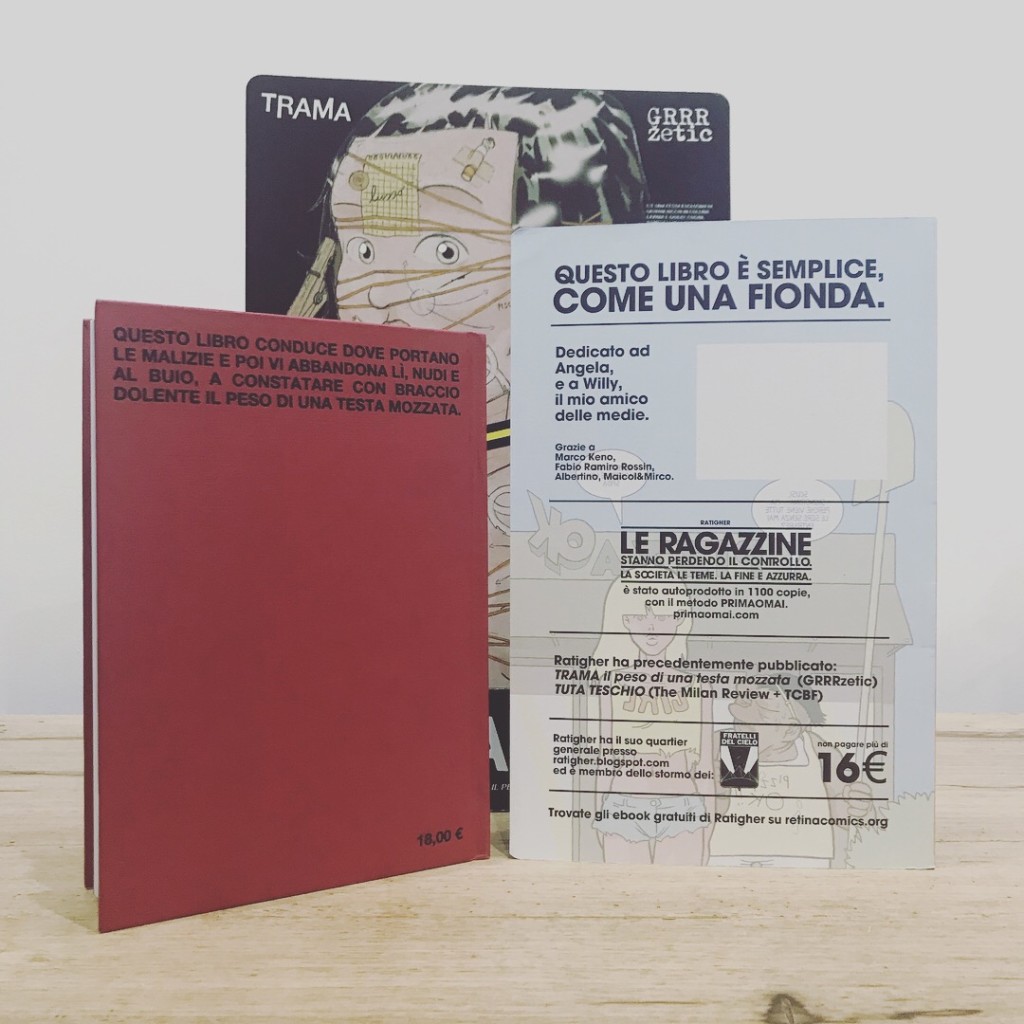 TRAMA
GRRR
žetic
lumis
QUESTO LIBRO CONDUCE DOVE PORTANO
LE MALIZIE E POI VI ABBANDONA LÌ, NUDI E
AL BUIO, A CONSTATARE CON BRACCIO
DOLENTE IL PESO DI UNA TESTA MOZZATA.
18,00 €
QUESTO LIBRO È SEMPLICE,
COME UNA FIONDA.
Dedicato ad
Angela,
e a Willy,
il mio amico
delle medie.
Grazie a
Marco Keno,
Fabio Ramiro Rossin,
Albertino, Maicol&Mirco.
RATIGHER
LE RAGAZZINE
STANNO PERDENDO IL CONTROLLO.
LA SOCIETÀ LE TEME. LA FINE È AZZURRA.
è stato autoprodotto in 1100 copie,
con il metodo PRIMAOMAI.
primaomai.com
Ratigher ha precedentemente pubblicato:
TRAMA il peso di una testa mozzata (GRRRzetic)
TUTA TESCHIO (The Milan Review + TCBF)
Ratigher ha il suo quartier
generale presso
ratigher.blogspot.com
ed è membro dello stormo dei:
FRATELLI
DEL CIELO
non pagare più di
16€
Trovate gli ebook gratuiti di Ratigher su retinacomics.org